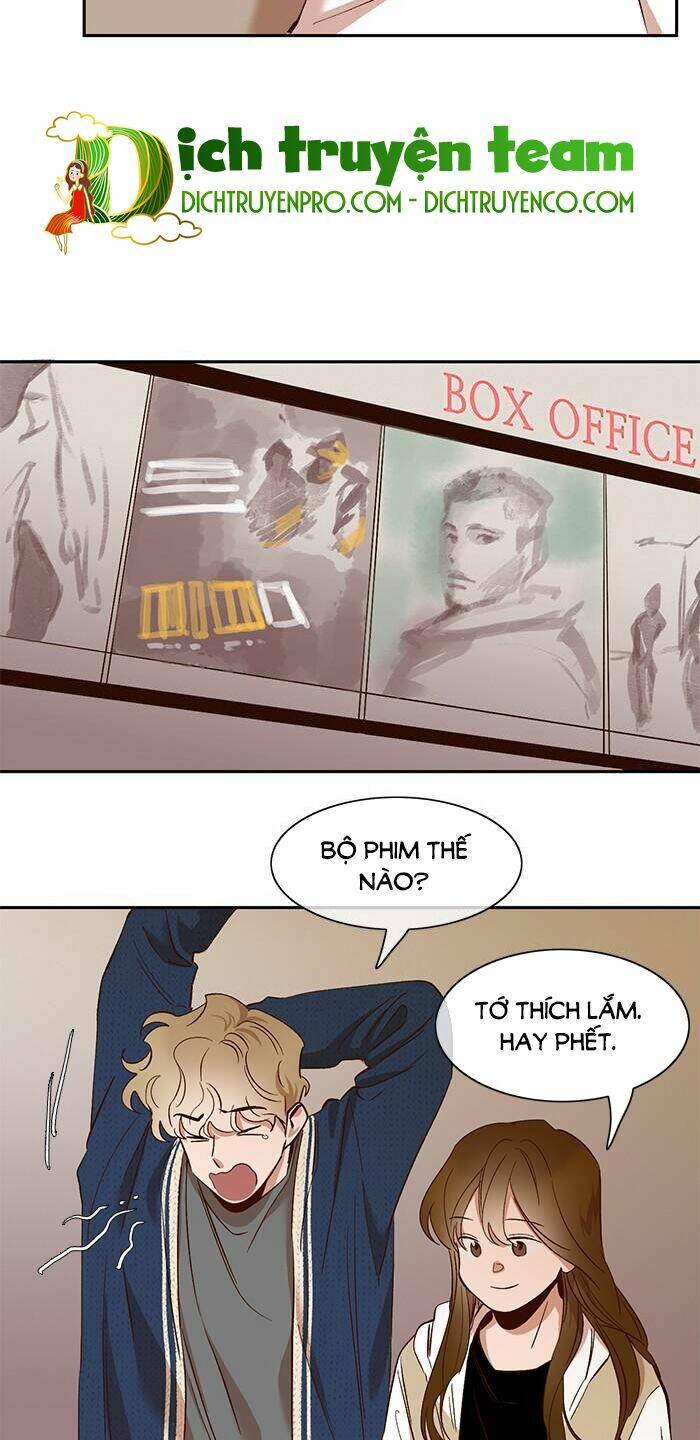 Dịch truyện team
DICHTRUYENPRO.COM - DICHTRUYENCO.COM
BOX OFFICE
BỘ PHIM THẾ
NÀO?
TỚ THÍCH LẮM.
HAY PHẾT.